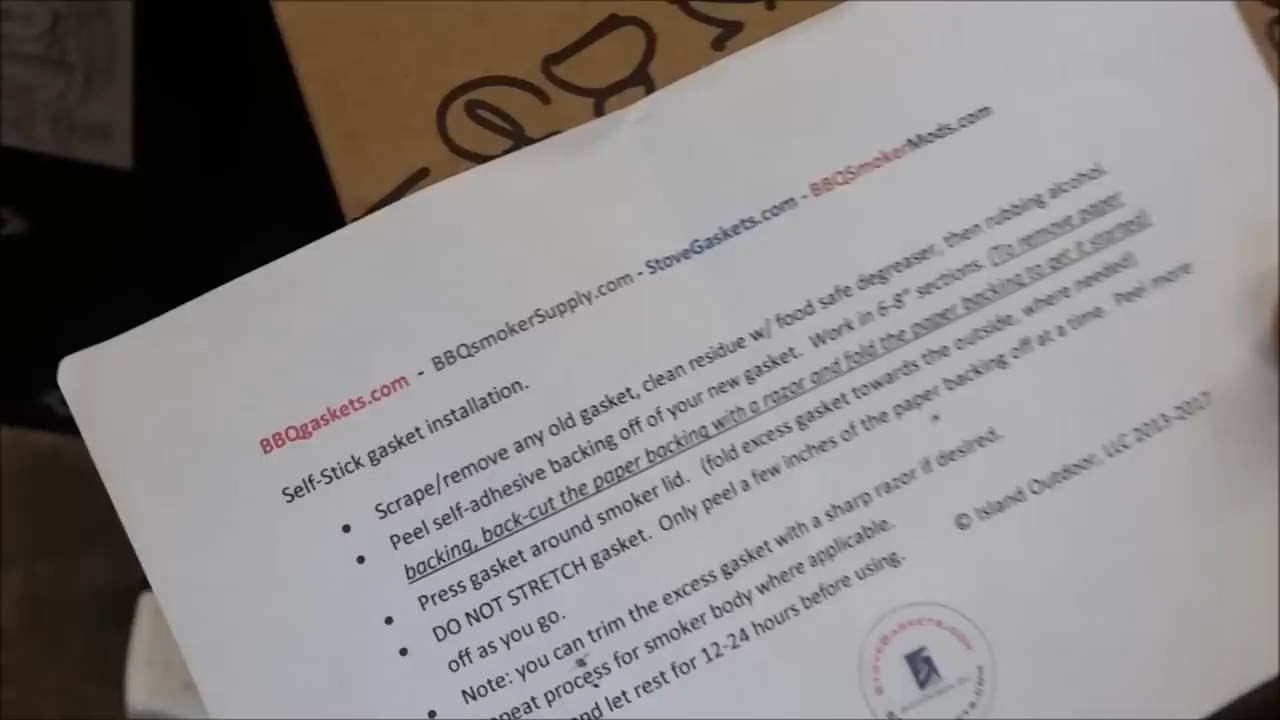 BBQgaskets.com - BBQsmokerSupply.com - StoveGaskets.com - BBQSmokerMods.com
Self-Stick gasket installation.
• Scrape/remove any old gasket, clean residue w/ food safe degreaser, then rubbing alcohol.
• Peel self-adhesive backing off of your new gasket. Work in 6-8" sections. (To remove paper
backing, back-cut the paper backing with a razor and fold the paper backing to get it started)
• Press gasket around smoker lid. (fold excess gasket towards the outside, where needed)
• DO NOT STRETCH gasket. Only peel a few inches of the paper backing off at a time. Peel more
off as you go.
• Note: you can trim the excess gasket with a sharp razor if desired.
peat process for smoker body where applicable.
nd let rest for 12-24 hours before using.
© Island Outdoor, LLC 2013-2017
STOVEGASKETS.COM